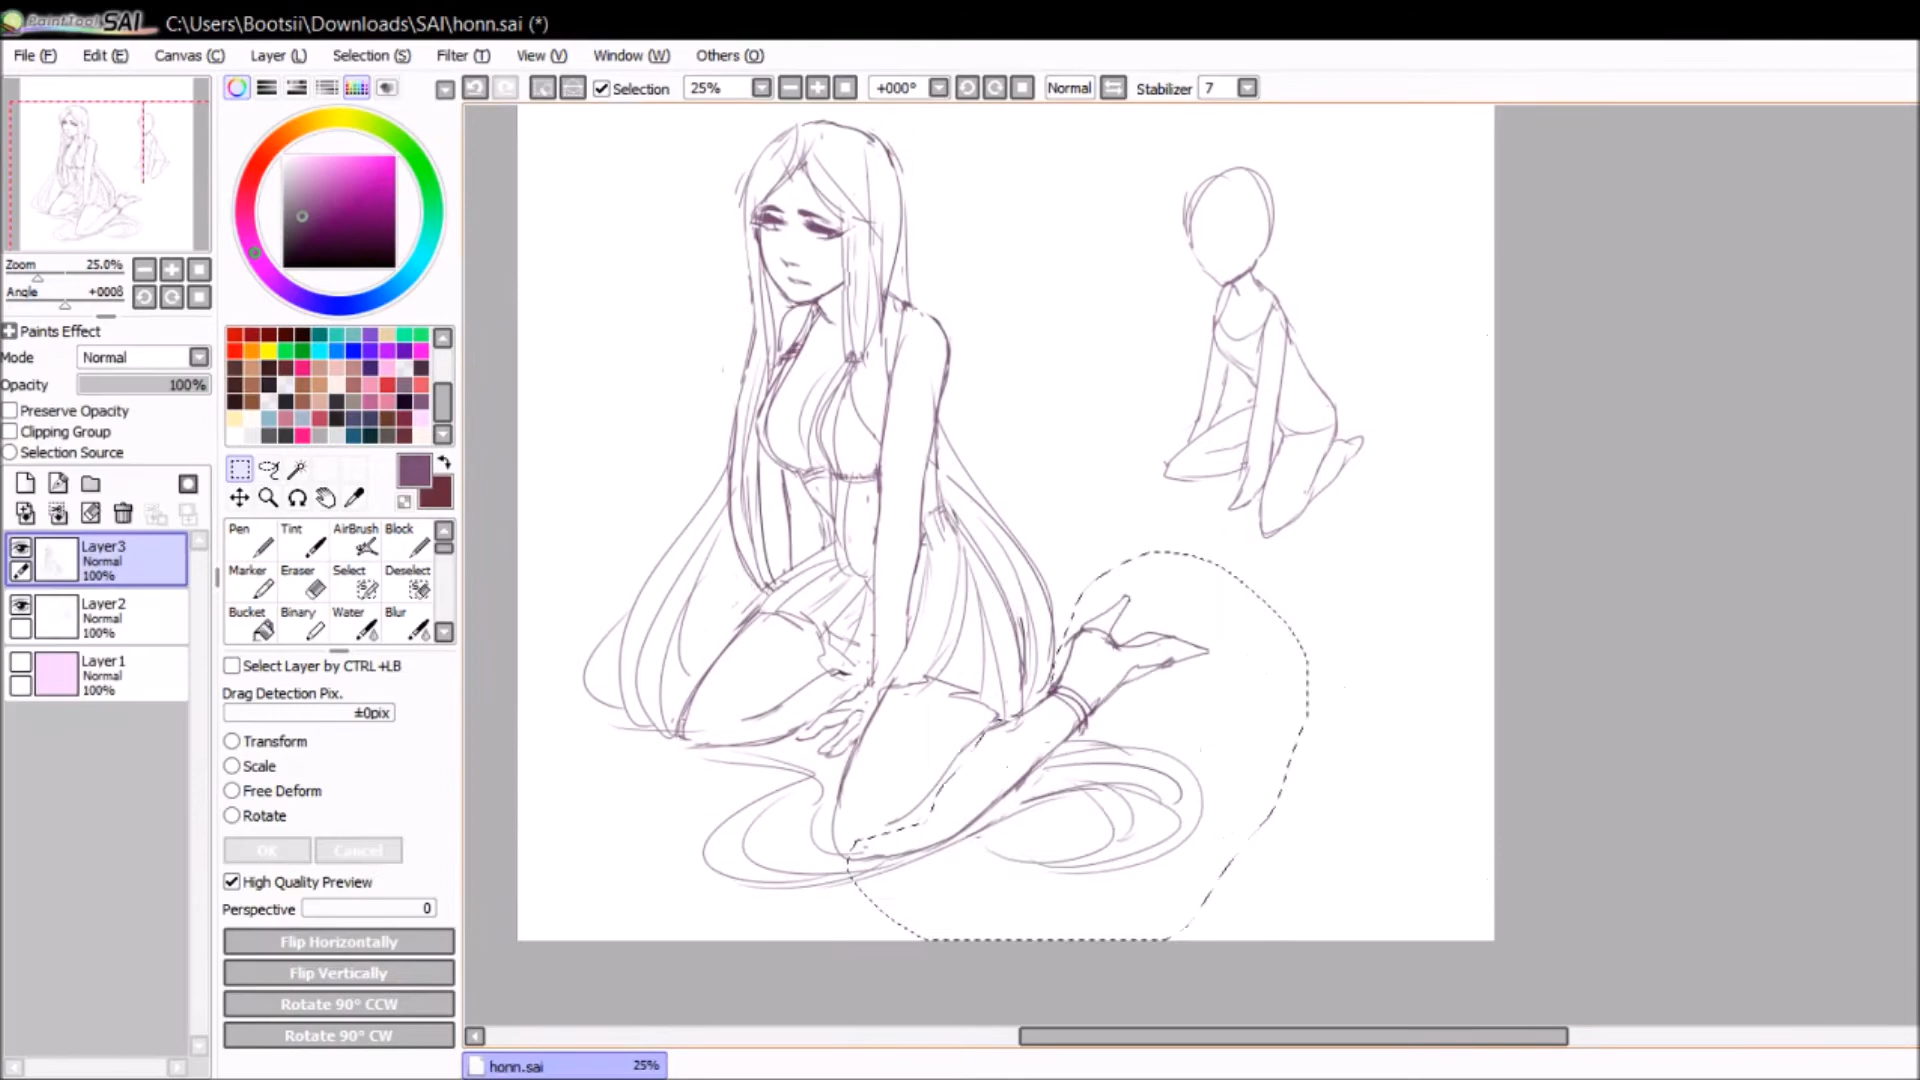 PaintTool SAI C:\Users\Bootsii\Downloads\SAI\honn.sai (*)
File (F) Edit (E) Canvas (C) Layer (L) Selection (S) Filter (T) View (V) Window (W) Others (O)
Selection 25% +000° Normal Stabilizer 7
Zoom 25.0%
Angle +000ß
Paints Effect
Mode Normal
Opacity 100%
Preserve Opacity
Clipping Group
Selection Source
Layer3
Normal
100%
Layer2
Normal
100%
Layer1
Normal
100%
Pen Tint AirBrush Block
Marker Eraser Select Deselect
Bucket Binary Water Blur
Select Layer by CTRL+LB
Drag Detection Pix.
±0pix
Transform
Scale
Free Deform
Rotate
OK Cancel
High Quality Preview
Perspective 0
Flip Horizontally
Flip Vertically
Rotate 90° CCW
Rotate 90° CW
honn.sai 25%